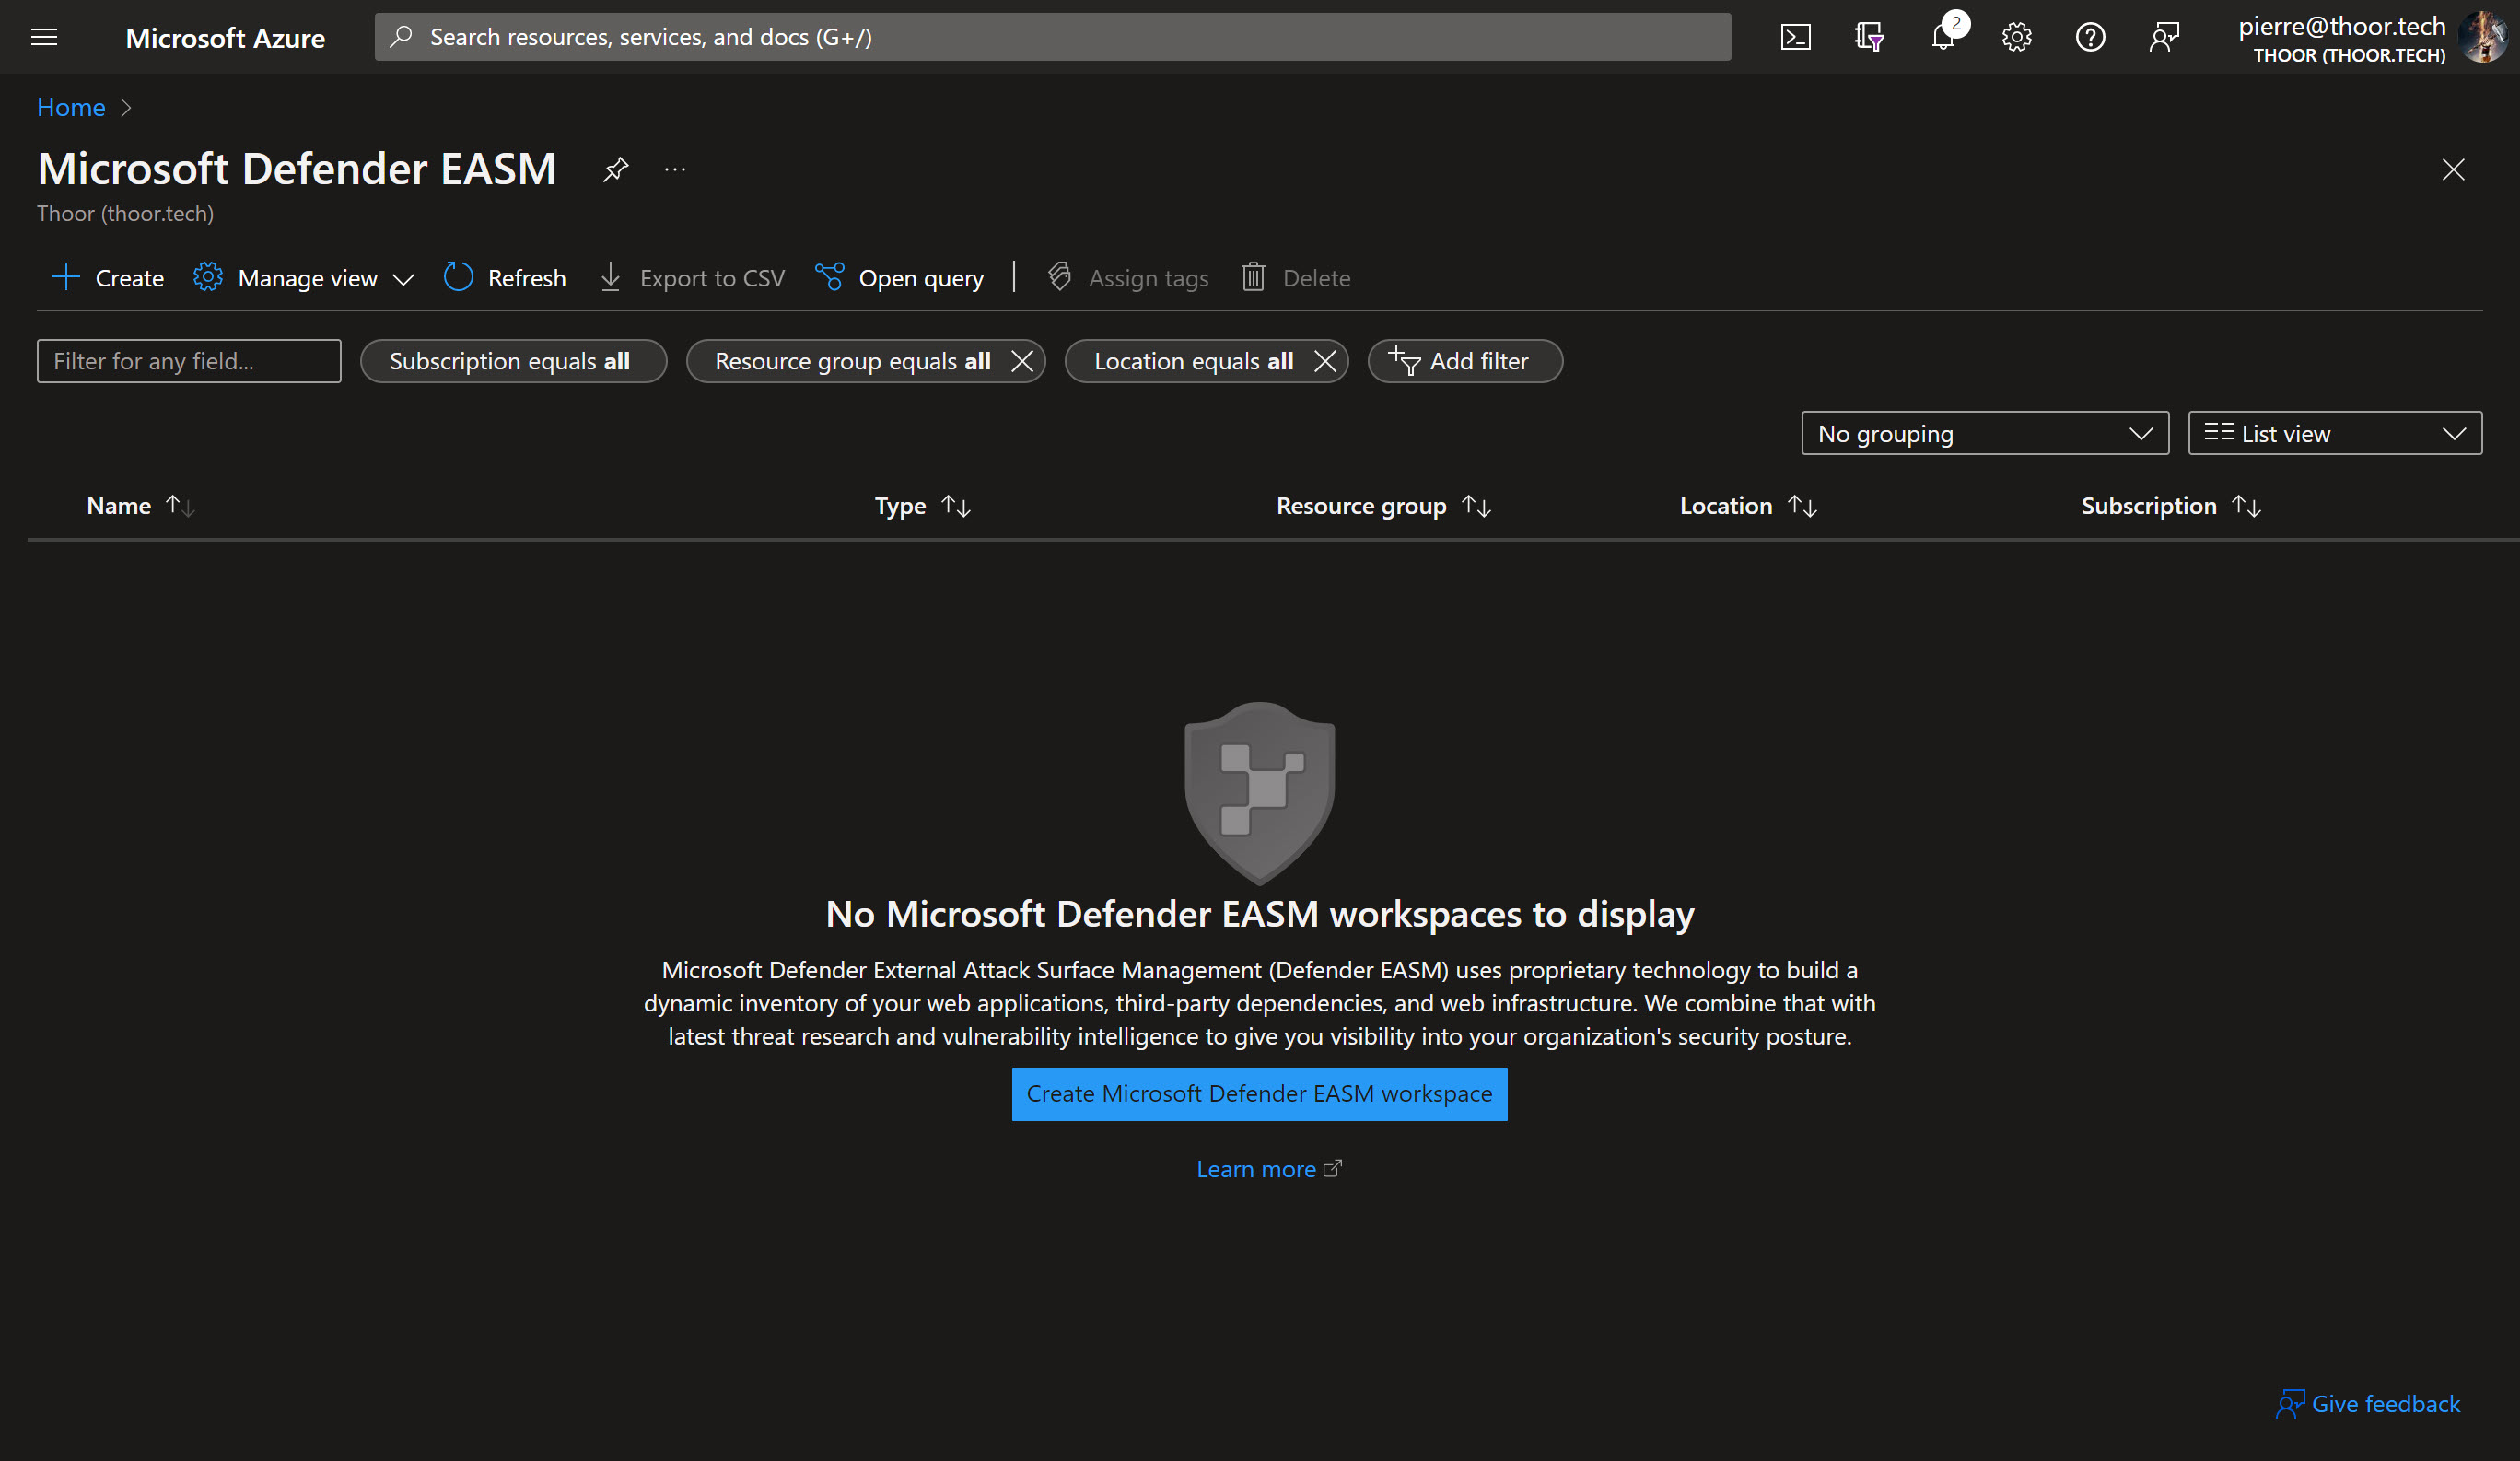 Microsoft Azure
Search resources, services, and docs (G+/)
2
pierre@thoor.tech
THOOR (THOOR.TECH)
Home
Microsoft Defender EASM
...
Thoor (thoor.tech)
Create
Manage view
Refresh
Export to CSV
Open query
Assign tags
Delete
Filter for any field...
Subscription equals all
Resource group equals all
Location equals all
Add filter
No grouping
List view
Name
Type
Resource group
Location
Subscription
No Microsoft Defender EASM workspaces to display
Microsoft Defender External Attack Surface Management (Defender EASM) uses proprietary technology to build a
dynamic inventory of your web applications, third-party dependencies, and web infrastructure. We combine that with
latest threat research and vulnerability intelligence to give you visibility into your organization's security posture.
Create Microsoft Defender EASM workspace
Learn more
Give feedback